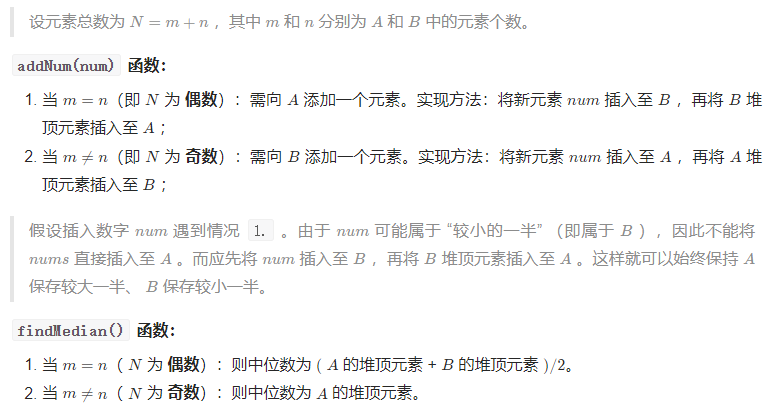 设元素总数为 N = m + n ，其中 m 和 n 分别为 A 和 B 中的元素个数。
addNum(num) 函数：
1. 当 m = n（即 N 为 偶数）：需向 A 添加一个元素。实现方法：将新元素 num 插入至 B ，再将 B 堆
顶元素插入至 A ；
2. 当 m ≠ n（即 N 为 奇数）：需向 B 添加一个元素。实现方法：将新元素 num 插入至 A ，再将 A 堆
顶元素插入至 B ；
假设插入数字 num 遇到情况 1. 。由于 num 可能属于 “较小的一半” （即属于 B ），因此不能将
nums 直接插入至 A 。而应先将 num 插入至 B ，再将 B 堆顶元素插入至 A 。这样就可以始终保持 A
保存较大一半、 B 保存较小一半。
findMedian() 函数：
1. 当 m = n（ N 为 偶数）：则中位数为 ( A 的堆顶元素 + B 的堆顶元素 )/2。
2. 当 m ≠ n（ N 为 奇数）：则中位数为 A 的堆顶元素。